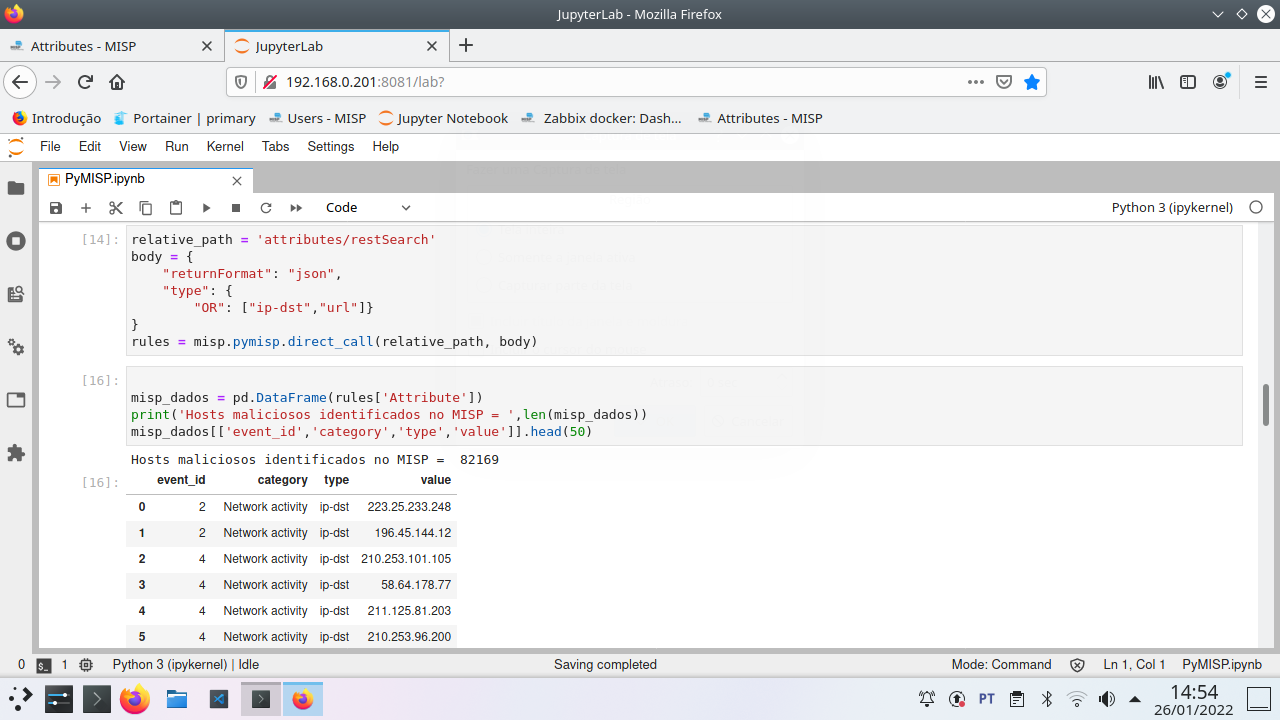 JupyterLab - Mozilla Firefox
Attributes - MISP
JupyterLab
192.168.0.201:8081/lab?
Introdução
Portainer | primary
Users - MISP
Jupyter Notebook
Zabbix docker: Dash...
Attributes - MISP
File Edit View Run Kernel Tabs Settings Help
PyMISP.ipynb
Code
Python 3 (ipykernel)
[14]:
relative_path = 'attributes/restSearch'
body = {
    "returnFormat": "json",
    "type": {
        "OR": ["ip-dst","url"]}
}
rules = misp.pymisp.direct_call(relative_path, body)
[16]:
misp_dados = pd.DataFrame(rules['Attribute'])
print('Hosts maliciosos identificados no MISP = ',len(misp_dados))
misp_dados[['event_id','category','type','value']].head(50)
Hosts maliciosos identificados no MISP =  82169
[16]:
event_id category type value
0 2 Network activity ip-dst 223.25.233.248
1 2 Network activity ip-dst 196.45.144.12
2 4 Network activity ip-dst 210.253.101.105
3 4 Network activity ip-dst 58.64.178.77
4 4 Network activity ip-dst 211.125.81.203
5 4 Network activity ip-dst 210.253.96.200
0 1 Python 3 (ipykernel) | Idle
Saving completed
Mode: Command
Ln 1, Col 1
PyMISP.ipynb
PT
14:54
26/01/2022